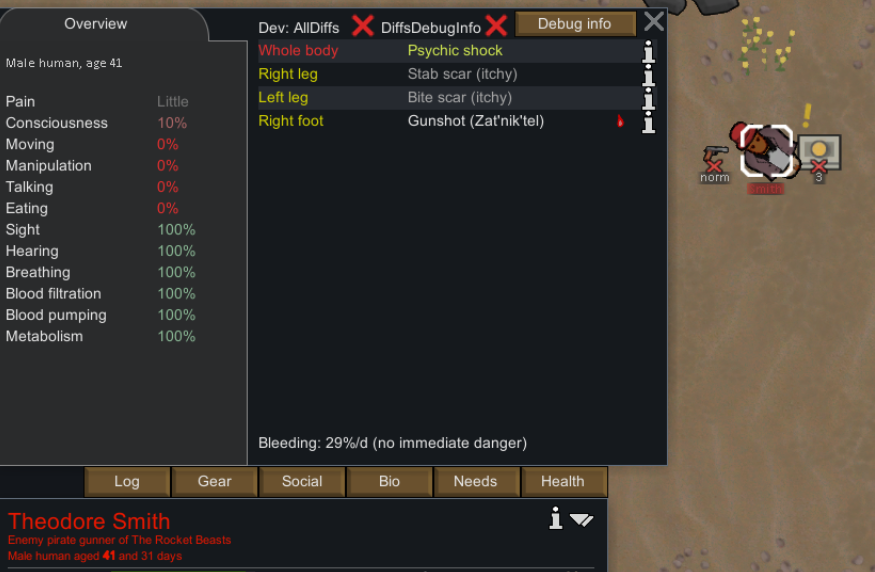 Overview
Dev: AllDiffs DiffsDebugInfo Debug info
Male human, age 41
Pain Little
Consciousness 10%
Moving 0%
Manipulation 0%
Talking 0%
Eating 0%
Sight 100%
Hearing 100%
Breathing 100%
Blood filtration 100%
Blood pumping 100%
Metabolism 100%
Whole body Psychic shock
Right leg Stab scar (itchy)
Left leg Bite scar (itchy)
Right foot Gunshot (Zat'nik'tel)
Bleeding: 29%/d (no immediate danger)
norm
Smith
3
Log Gear Social Bio Needs Health
Theodore Smith
Enemy pirate gunner of The Rocket Beasts
Male human aged 41 and 31 days